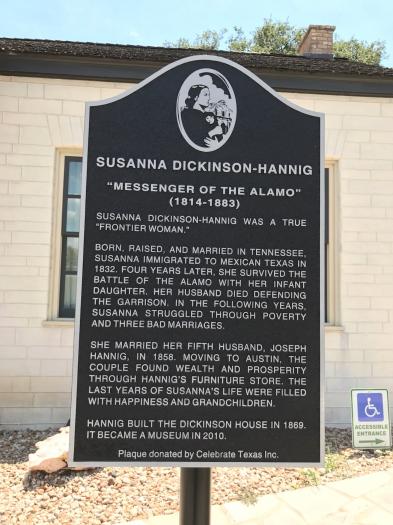 SUSANNA DICKINSON-HANNIG
"MESSENGER OF THE ALAMO"
(1814-1883)
SUSANNA DICKINSON-HANNIG WAS A TRUE
"FRONTIER WOMAN."
BORN, RAISED, AND MARRIED IN TENNESSEE,
SUSANNA IMMIGRATED TO MEXICAN TEXAS IN
1832. FOUR YEARS LATER, SHE SURVIVED THE
BATTLE OF THE ALAMO WITH HER INFANT
DAUGHTER. HER HUSBAND DIED DEFENDING
THE GARRISON. IN THE FOLLOWING YEARS,
SUSANNA STRUGGLED THROUGH POVERTY
AND THREE BAD MARRIAGES.
SHE MARRIED HER FIFTH HUSBAND, JOSEPH
HANNIG, IN 1858. MOVING TO AUSTIN, THE
COUPLE FOUND WEALTH AND PROSPERITY
THROUGH HANNIG'S FURNITURE STORE. THE
LAST YEARS OF SUSANNA'S LIFE WERE FILLED
WITH HAPPINESS AND GRANDCHILDREN.
HANNIG BUILT THE DICKINSON HOUSE IN 1869.
IT BECAME A MUSEUM IN 2010.
Plaque donated by Celebrate Texas Inc.
ACCESSIBLE
ENTRANCE